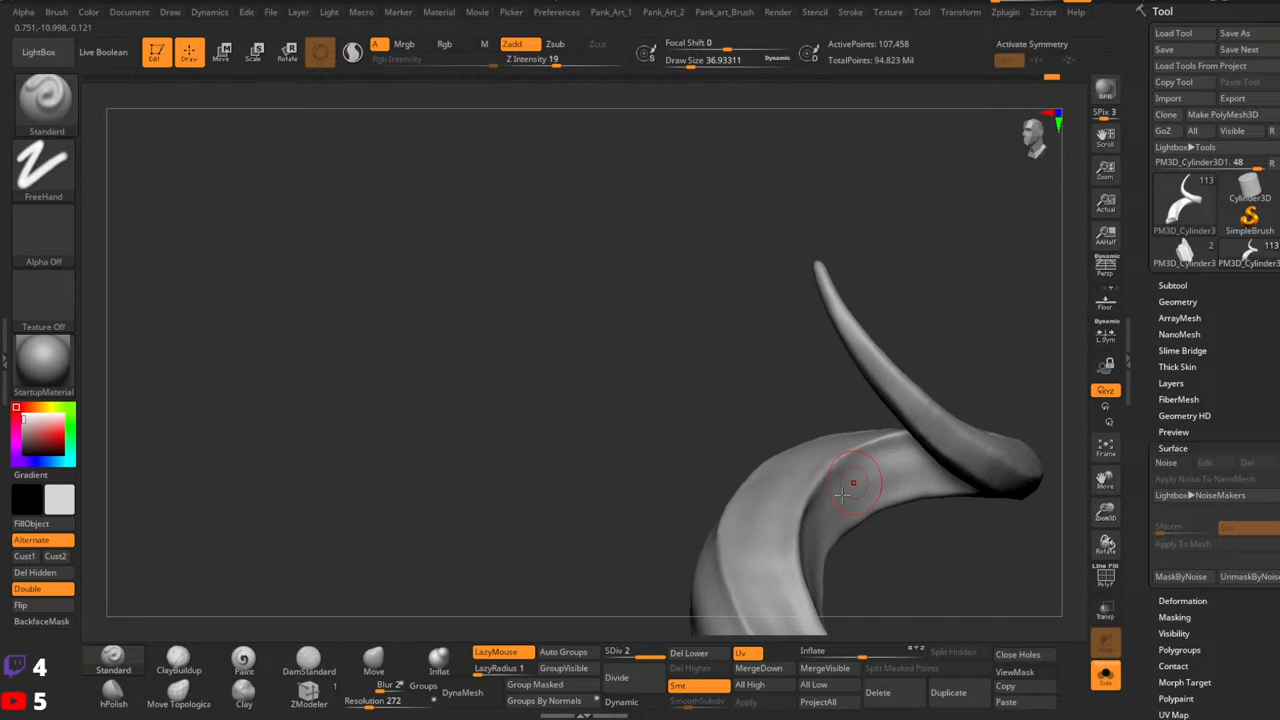 Alpha Brush Color Document Draw Dynamics Edit File Layer Light Macro Marker Material Movie Picker Preferences Pank_Art_1 Pank_Art_2 pank_art_Brush Render Stencil Stroke Texture Tool Transform Zplugin Zscript Help Tool
0.751,-10.998,-0.121
Load Tool Save As
Save Save Next
Load Tools From Project
Copy Tool Paste Tool
Import Export
Clone Make PolyMesh3D
GoZ All Visible R
Lightbox▶Tools
PM3D_Cylinder3D1. 48 R
LightBox Live Boolean Edit Draw Move Scale Rotate
A Mrgb Rgb M
Rgb Intensity
Zadd Zsub Zcut
Z Intensity 19
S Focal Shift 0
Draw Size 36.93311 Dynamic
D ActivePoints: 107,458
TotalPoints: 94.823 Mil
Activate Symmetry
>X< >Y< >Z<
Standard
FreeHand
Alpha Off
Texture Off
StartupMaterial
Gradient
FillObject
Alternate
Cust1 Cust2
Del Hidden
Double
Flip
BackfaceMask
4
5
BPR
SPix 3
Scroll
Zoom
Actual
AAHalf
Dynamic
Persp
Floor
Dynamic
L.Sym
XYZ
Frame
Move
Zoom3D
Rotate
Line Fill
PolyF
Transp
Solo
113
Cylinder3D
PM3D_Cylinder3 SimpleBrush
2 113
PM3D_Cylinder3 PM3D_Cylinder3
Subtool
Geometry
ArrayMesh
NanoMesh
Slime Bridge
Thick Skin
Layers
FiberMesh
Geometry HD
Preview
Surface
Noise Edit Del
Apply Noise To NanoMesh
Lightbox▶NoiseMakers
SNorm
Apply To Mesh
MaskByNoise UnmaskByNois
Deformation
Masking
Visibility
Polygroups
Contact
Morph Target
Polypaint
UV Map
Standard ClayBuildup Paint DamStandard Move Inflat
hPolish Move Topologica Clay ZModeler 1
LazyMouse Auto Groups
LazyRadius 1 GroupVisible
Blur 2 Groups Group Masked
Resolution 272 DynaMesh Groups By Normals
SDiv 2 Del Lower Uv Inflate X Y Z Split Hidden Close Holes
Divide Del Higher MergeDown MergeVisible Split Masked Points ViewMask
Smt All High All Low Delete Duplicate Copy
Dynamic SmoothSubdiv Apply ProjectAll Paste